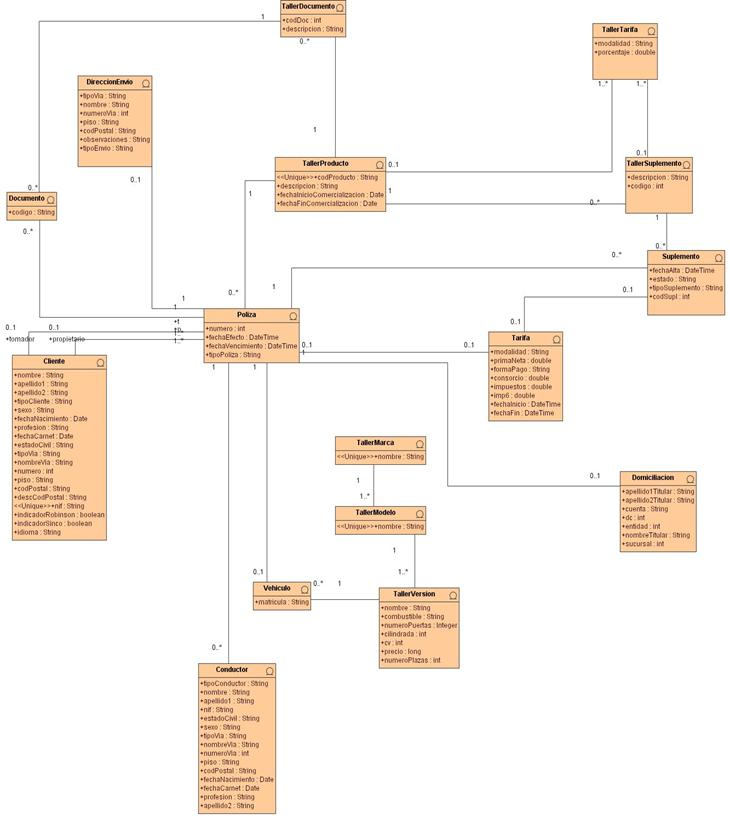 TallerDocumento
+codDoc : int
+descripcion : String
1
0..*
TallerTarifa
+modalidad : String
+porcentaje : double
1..*
1..*
DireccionEnvio
+tipoVia : String
+nombre : String
+numeroVia : int
+piso : String
+codPostal : String
+observaciones : String
+tipoEnvio : String
0..1
1
TallerProducto
<<Unique>>+codProducto : String
+descripcion : String
+fechaInicioComercializacion : Date
+fechaFinComercializacion : Date
0..1
1
1
0..1
TallerSuplemento
+descripcion : String
+codigo : int
0..*
1
0..*
Documento
+codigo : String
0..*
0..*
Suplemento
+fechaAlta : DateTime
+estado : String
+tipoSuplemento : String
+codSupl : int
0..*
0..1
1
0..*
1
1
Poliza
+numero : int
+fechaEfecto : DateTime
+fechaVencimiento : DateTime
+tipoPoliza : String
1..*
0..1
+tomador
0..1
+propietario
0..1
1
1
1
0..1
0..1
Tarifa
+modalidad : String
+primaNeta : double
+formaPago : String
+consorcio : double
+impuestos : double
+imp6 : double
+fechaInicio : DateTime
+fechaFin : DateTime
Cliente
+nombre : String
+apellido1 : String
+apellido2 : String
+tipoCliente : String
+sexo : String
+fechaNacimiento : Date
+profesion : String
+fechaCarnet : Date
+estadoCivil : String
+tipoVia : String
+nombreVia : String
+numero : int
+piso : String
+codPostal : String
+descCodPostal : String
<<Unique>>+nif : String
+indicadorRobinson : boolean
+indicadorSinco : boolean
+idioma : String
TallerMarca
<<Unique>>+nombre : String
1
1..*
TallerModelo
<<Unique>>+nombre : String
1
1..*
0..1
Domiciliacion
+apellido1Titular : String
+apellido2Titular : String
+cuenta : String
+dc : int
+entidad : int
+nombreTitular : String
+sucursal : int
0..1
Vehiculo
+matricula : String
0..*
1
TallerVersion
+nombre : String
+combustible : String
+numeroPuertas : Integer
+cilindrada : int
+cv : int
+precio : long
+numeroPlazas : int
0..*
Conductor
+tipoConductor : String
+nombre : String
+apellido1 : String
+nif : String
+estadoCivil : String
+sexo : String
+tipoVia : String
+nombreVia : String
+numeroVia : int
+piso : String
+codPostal : String
+fechaNacimiento : Date
+fechaCarnet : Date
+profesion : String
+apellido2 : String